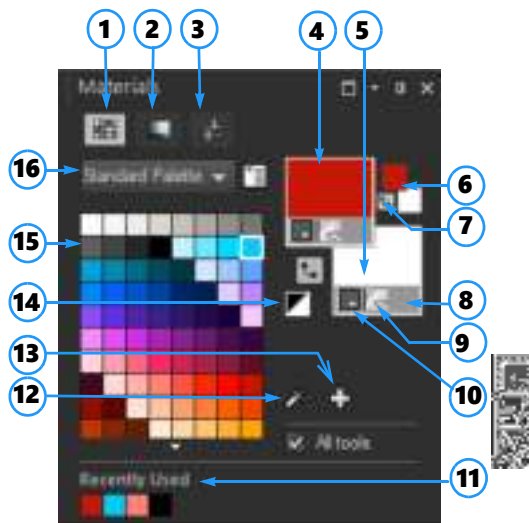 1 2 3 4 5
Materials
16 Standard Palette
6
7
15
14
8
9
13
12
10
All tools
11
Recently Used